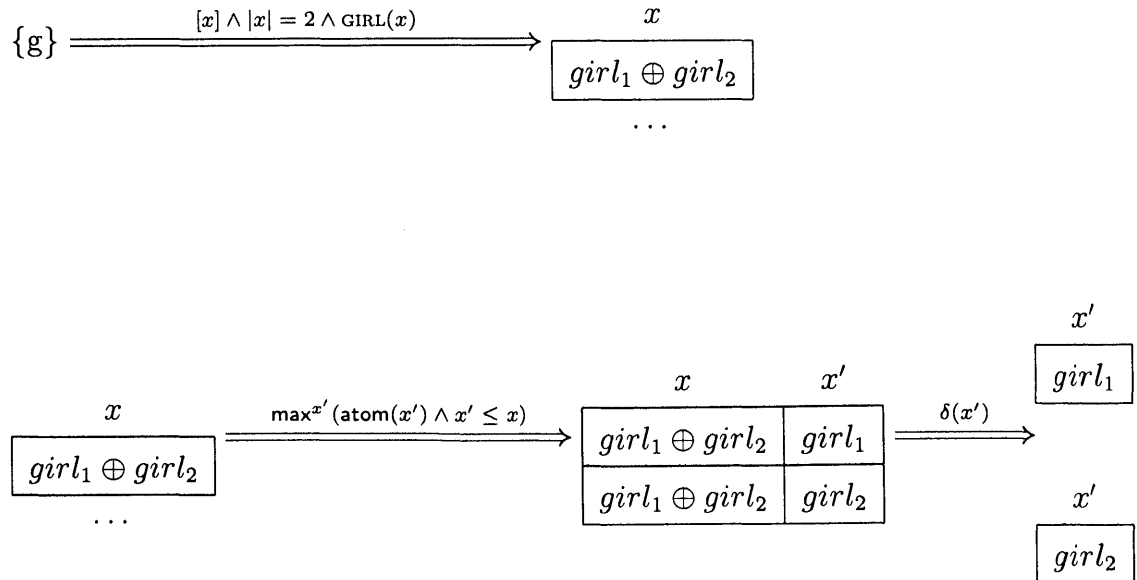 [x] ∧ |x| = 2 ∧ GIRL(x)
{g}
x
girl₁ ⊕ girl₂
...
x′
girl₁
x
x′
x
max^{x′}(atom(x′) ∧ x′ ≤ x)
girl₁ ⊕ girl₂
girl₁
δ(x′)
girl₁ ⊕ girl₂
girl₁ ⊕ girl₂
girl₂
...
x′
girl₂